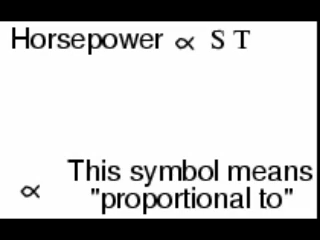 Horsepower ∝ S T
This symbol means
∝ "proportional to"